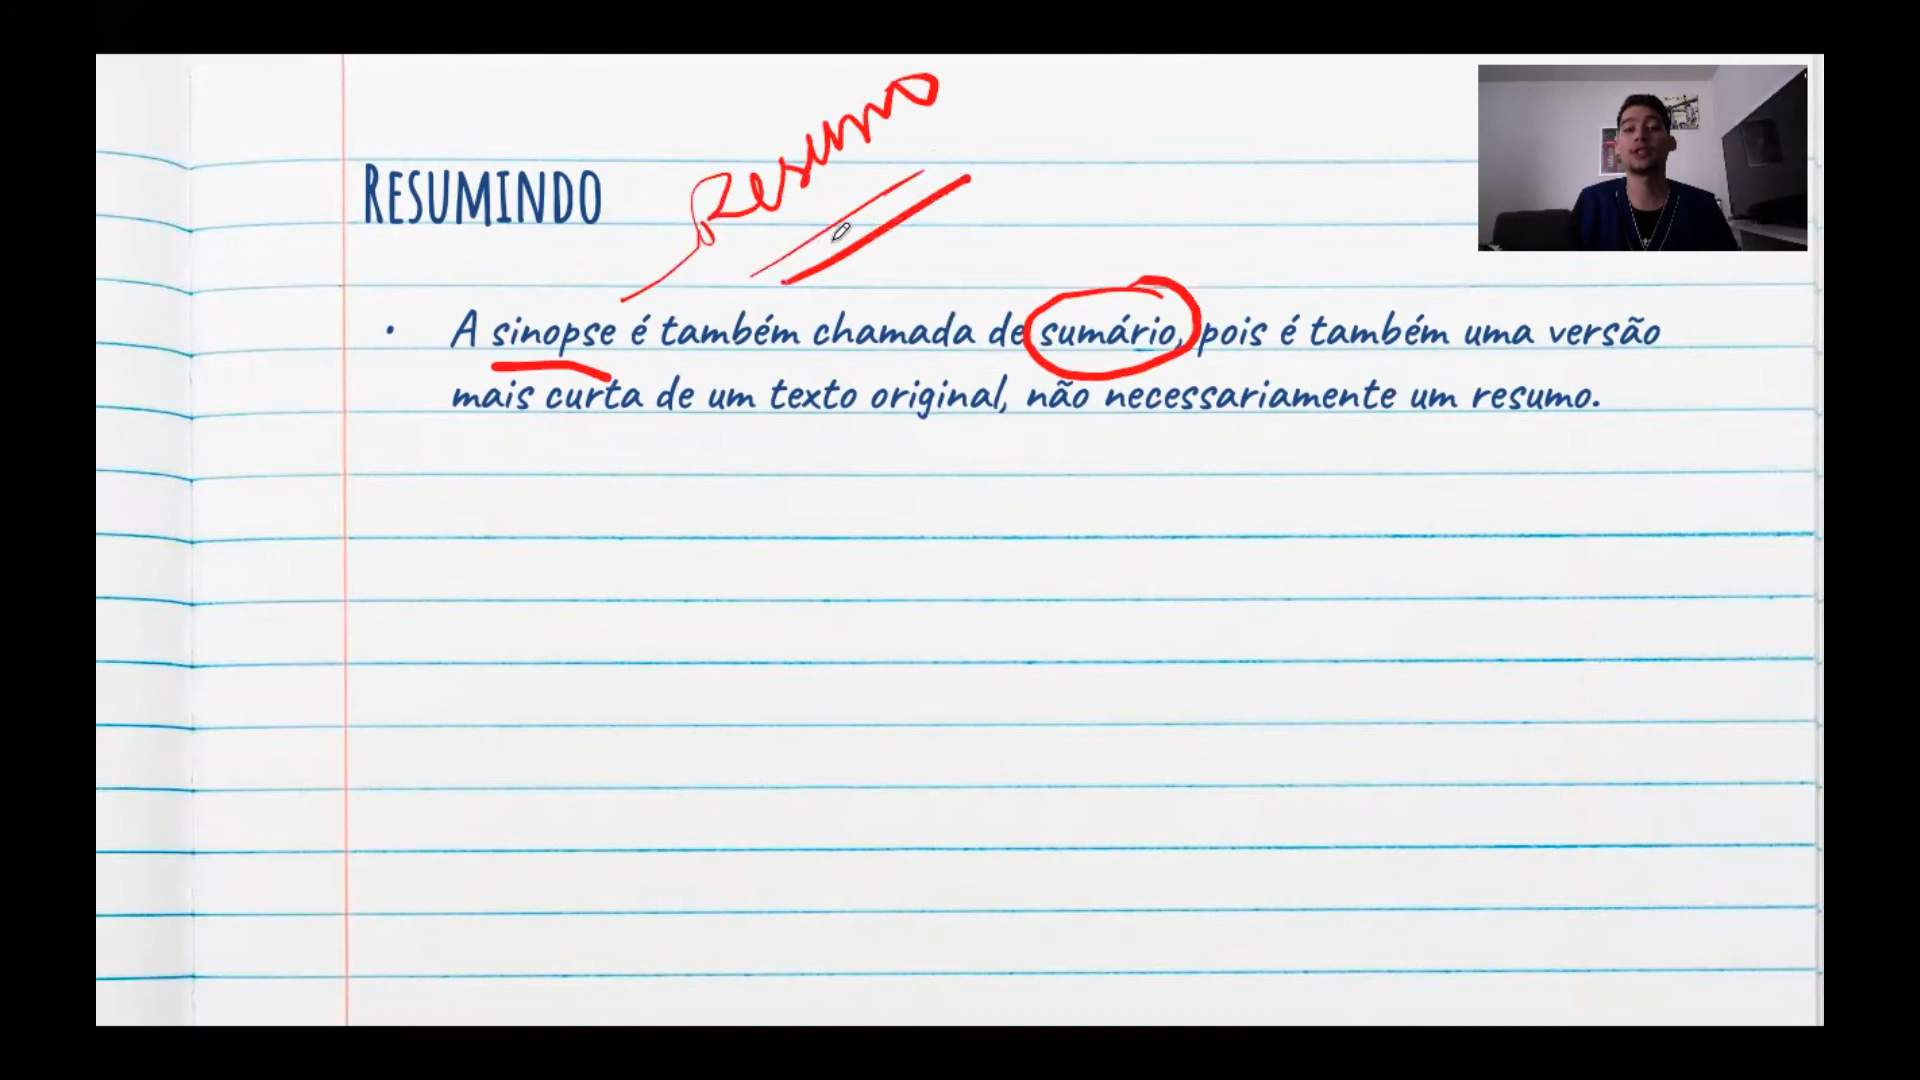 Resumo
RESUMINDO
• A sinopse é também chamada de sumário, pois é também uma versão
mais curta de um texto original, não necessariamente um resumo.